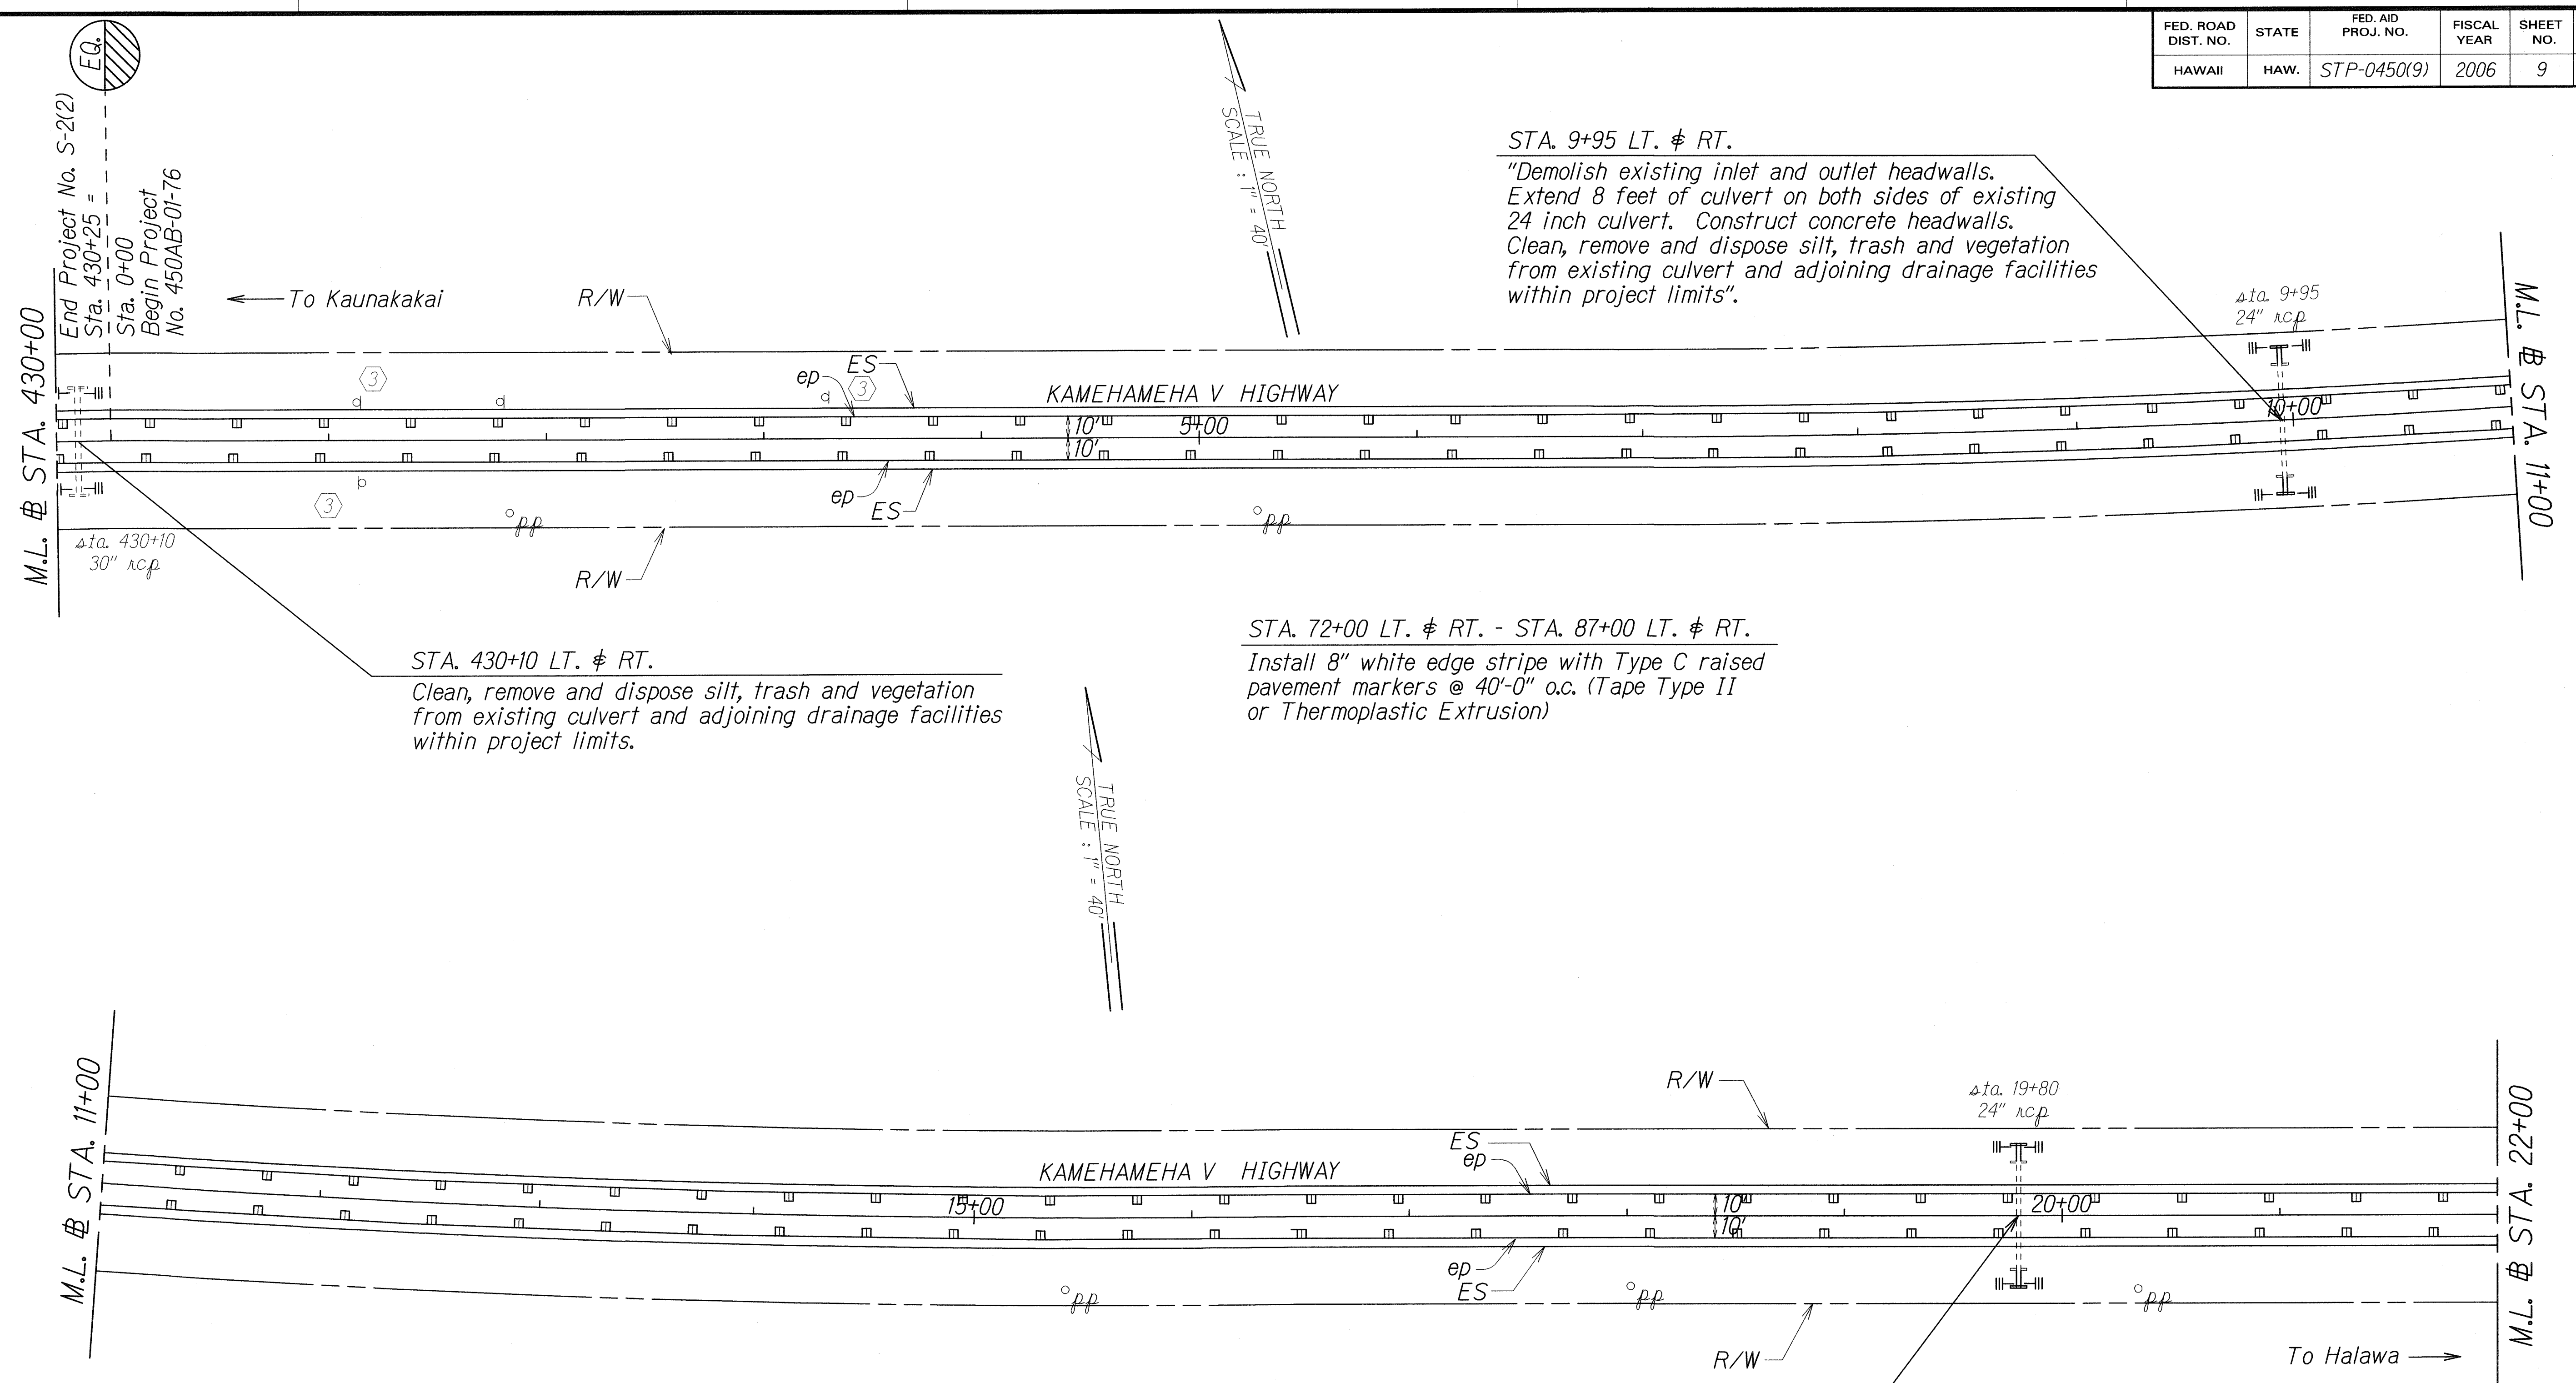 FED. ROAD DIST. NO. STATE FED. AID PROJ. NO. FISCAL YEAR SHEET NO.
HAWAII HAW. STP-0450(9) 2006 9
EQ.
End Project No. S-2(2)
Sta. 430+25 =
Sta. 0+00
Begin Project
No. 450AB-01-76
TRUE NORTH
SCALE : 1" = 40'
STA. 9+95 LT. & RT.
"Demolish existing inlet and outlet headwalls.
Extend 8 feet of culvert on both sides of existing
24 inch culvert. Construct concrete headwalls.
Clean, remove and dispose silt, trash and vegetation
from existing culvert and adjoining drainage facilities
within project limits".
To Kaunakakai
R/W
sta. 9+95
24" rcp
M.L. B STA. 430+00
M.L. B STA. 11+00
3
ep
ES
3
KAMEHAMEHA V HIGHWAY
10'
5+00
10+00
10'
ep
ES
3
pp
pp
sta. 430+10
30" rcp
R/W
STA. 430+10 LT. & RT.
Clean, remove and dispose silt, trash and vegetation
from existing culvert and adjoining drainage facilities
within project limits.
STA. 72+00 LT. & RT. - STA. 87+00 LT. & RT.
Install 8" white edge stripe with Type C raised
pavement markers @ 40'-0" o.c. (Tape Type II
or Thermoplastic Extrusion)
TRUE NORTH
SCALE : 1" = 40'
M.L. B STA. 11+00
M.L. B STA. 22+00
R/W
sta. 19+80
24" rcp
ES
ep
KAMEHAMEHA V HIGHWAY
15+00
10'
20+00
10'
ep
ES
pp
pp
pp
R/W
To Halawa